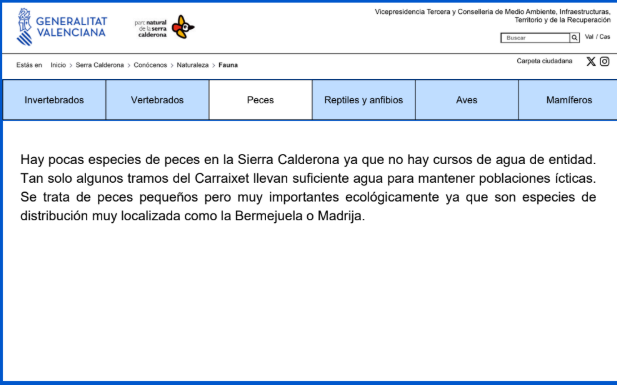 GENERALITAT
VALENCIANA
parc natural
de la serra
calderona
Vicepresidencia Tercera y Conselleria de Medio Ambiente, Infraestructuras,
Territorio y de la Recuperación
Buscar
Val / Cas
Estás en Inicio > Serra Calderona > Conócenos > Naturaleza > Fauna
Carpeta ciudadana
Invertebrados
Vertebrados
Peces
Reptiles y anfibios
Aves
Mamíferos
Hay pocas especies de peces en la Sierra Calderona ya que no hay cursos de agua de entidad.
Tan solo algunos tramos del Carraixet llevan suficiente agua para mantener poblaciones ícticas.
Se trata de peces pequeños pero muy importantes ecológicamente ya que son especies de
distribución muy localizada como la Bermejuela o Madrija.